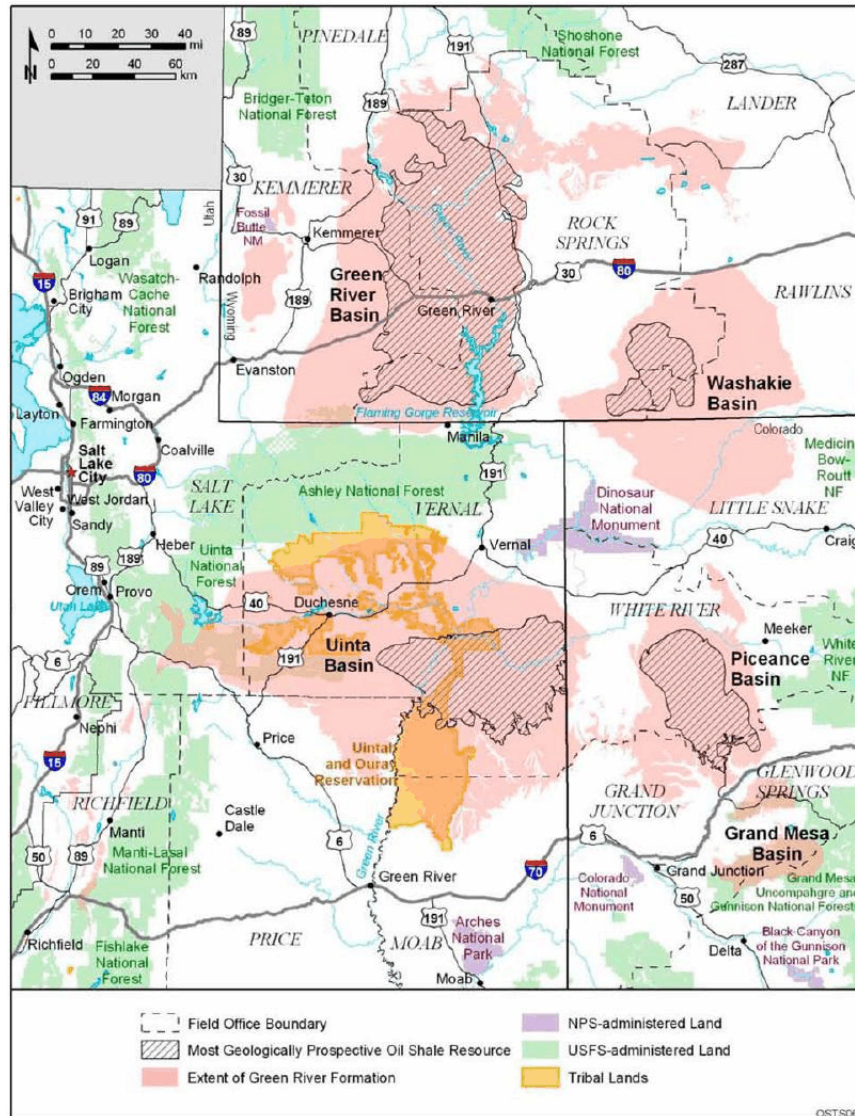 0 10 20 30 40
mi
0 20 40 60
km
N
89
PINEDALE
191
Shoshone
National Forest
287
LANDER
Bridger-Teton
National Forest
189
30
KEMMERER
Fossil
Butte
NM
Kemmerer
189
Green
River
Basin
Green River
ROCK
SPRINGS
30
80
RAWLINS
Green River
Washakie
Basin
Utah
Wyoming
91
89
Logan
15
Brigham
City
Wasatch-
Cache
National
Forest
Randolph
Evanston
Ogden
84
Morgan
Layton
Farmington
Salt
Lake
City
Coalville
80
West
Valley
City
West Jordan
Sandy
Flaming Gorge Reservoir
Manila
191
Colorado
Medicine
Bow-
Routt
NF
SALT
LAKE
Ashley National Forest
VERNAL
Dinosaur
National
Monument
LITTLE SNAKE
40
Craig
189
Heber
Uinta
National
Forest
Vernal
89
Orem
Provo
Utah Lake
40
Duchesne
Uinta
Basin
191
WHITE RIVER
Meeker
White
River
NF
Piceance
Basin
6
FILLMORE
Nephi
15
Price
Uintah
and Ouray
Reservation
RICHFIELD
Manti
Castle
Dale
50
89
Manti-Lasal
National Forest
6
Green River
Green River
GRAND
JUNCTION
GLENWOOD
SPRINGS
6
Grand Mesa
Basin
70
Colorado
National
Monument
Grand Junction
Grand Mesa
Uncompahgre and
Gunnison National Forest
50
191
Richfield
Fishlake
National
Forest
PRICE
MOAB
Arches
National
Park
Moab
Delta
Black Canyon
of the Gunnison
National Park
Field Office Boundary
NPS-administered Land
Most Geologically Prospective Oil Shale Resource
USFS-administered Land
Extent of Green River Formation
Tribal Lands